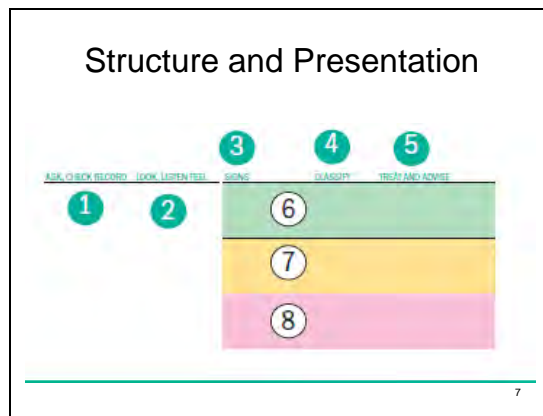 Structure and Presentation
3 4 5
ASK, CHECK RECORD LOOK, LISTEN FEEL SIGNS CLASSIFY TREAT AND ADVISE
1 2
6
7
8
7